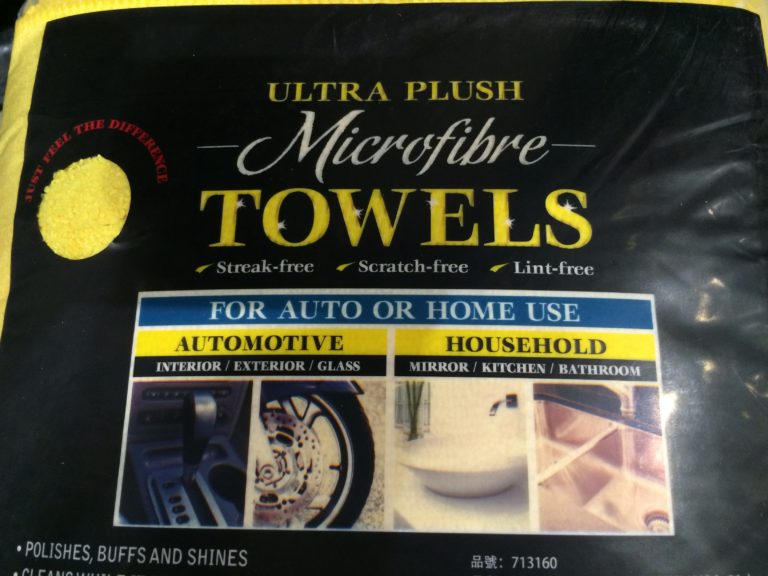 ULTRA PLUSH
Microfibre
TOWELS
JUST FEEL THE DIFFERENCE
Streak-free Scratch-free Lint-free
FOR AUTO OR HOME USE
AUTOMOTIVE
INTERIOR / EXTERIOR / GLASS
HOUSEHOLD
MIRROR / KITCHEN / BATHROOM
• POLISHES, BUFFS AND SHINES
品號: 713160